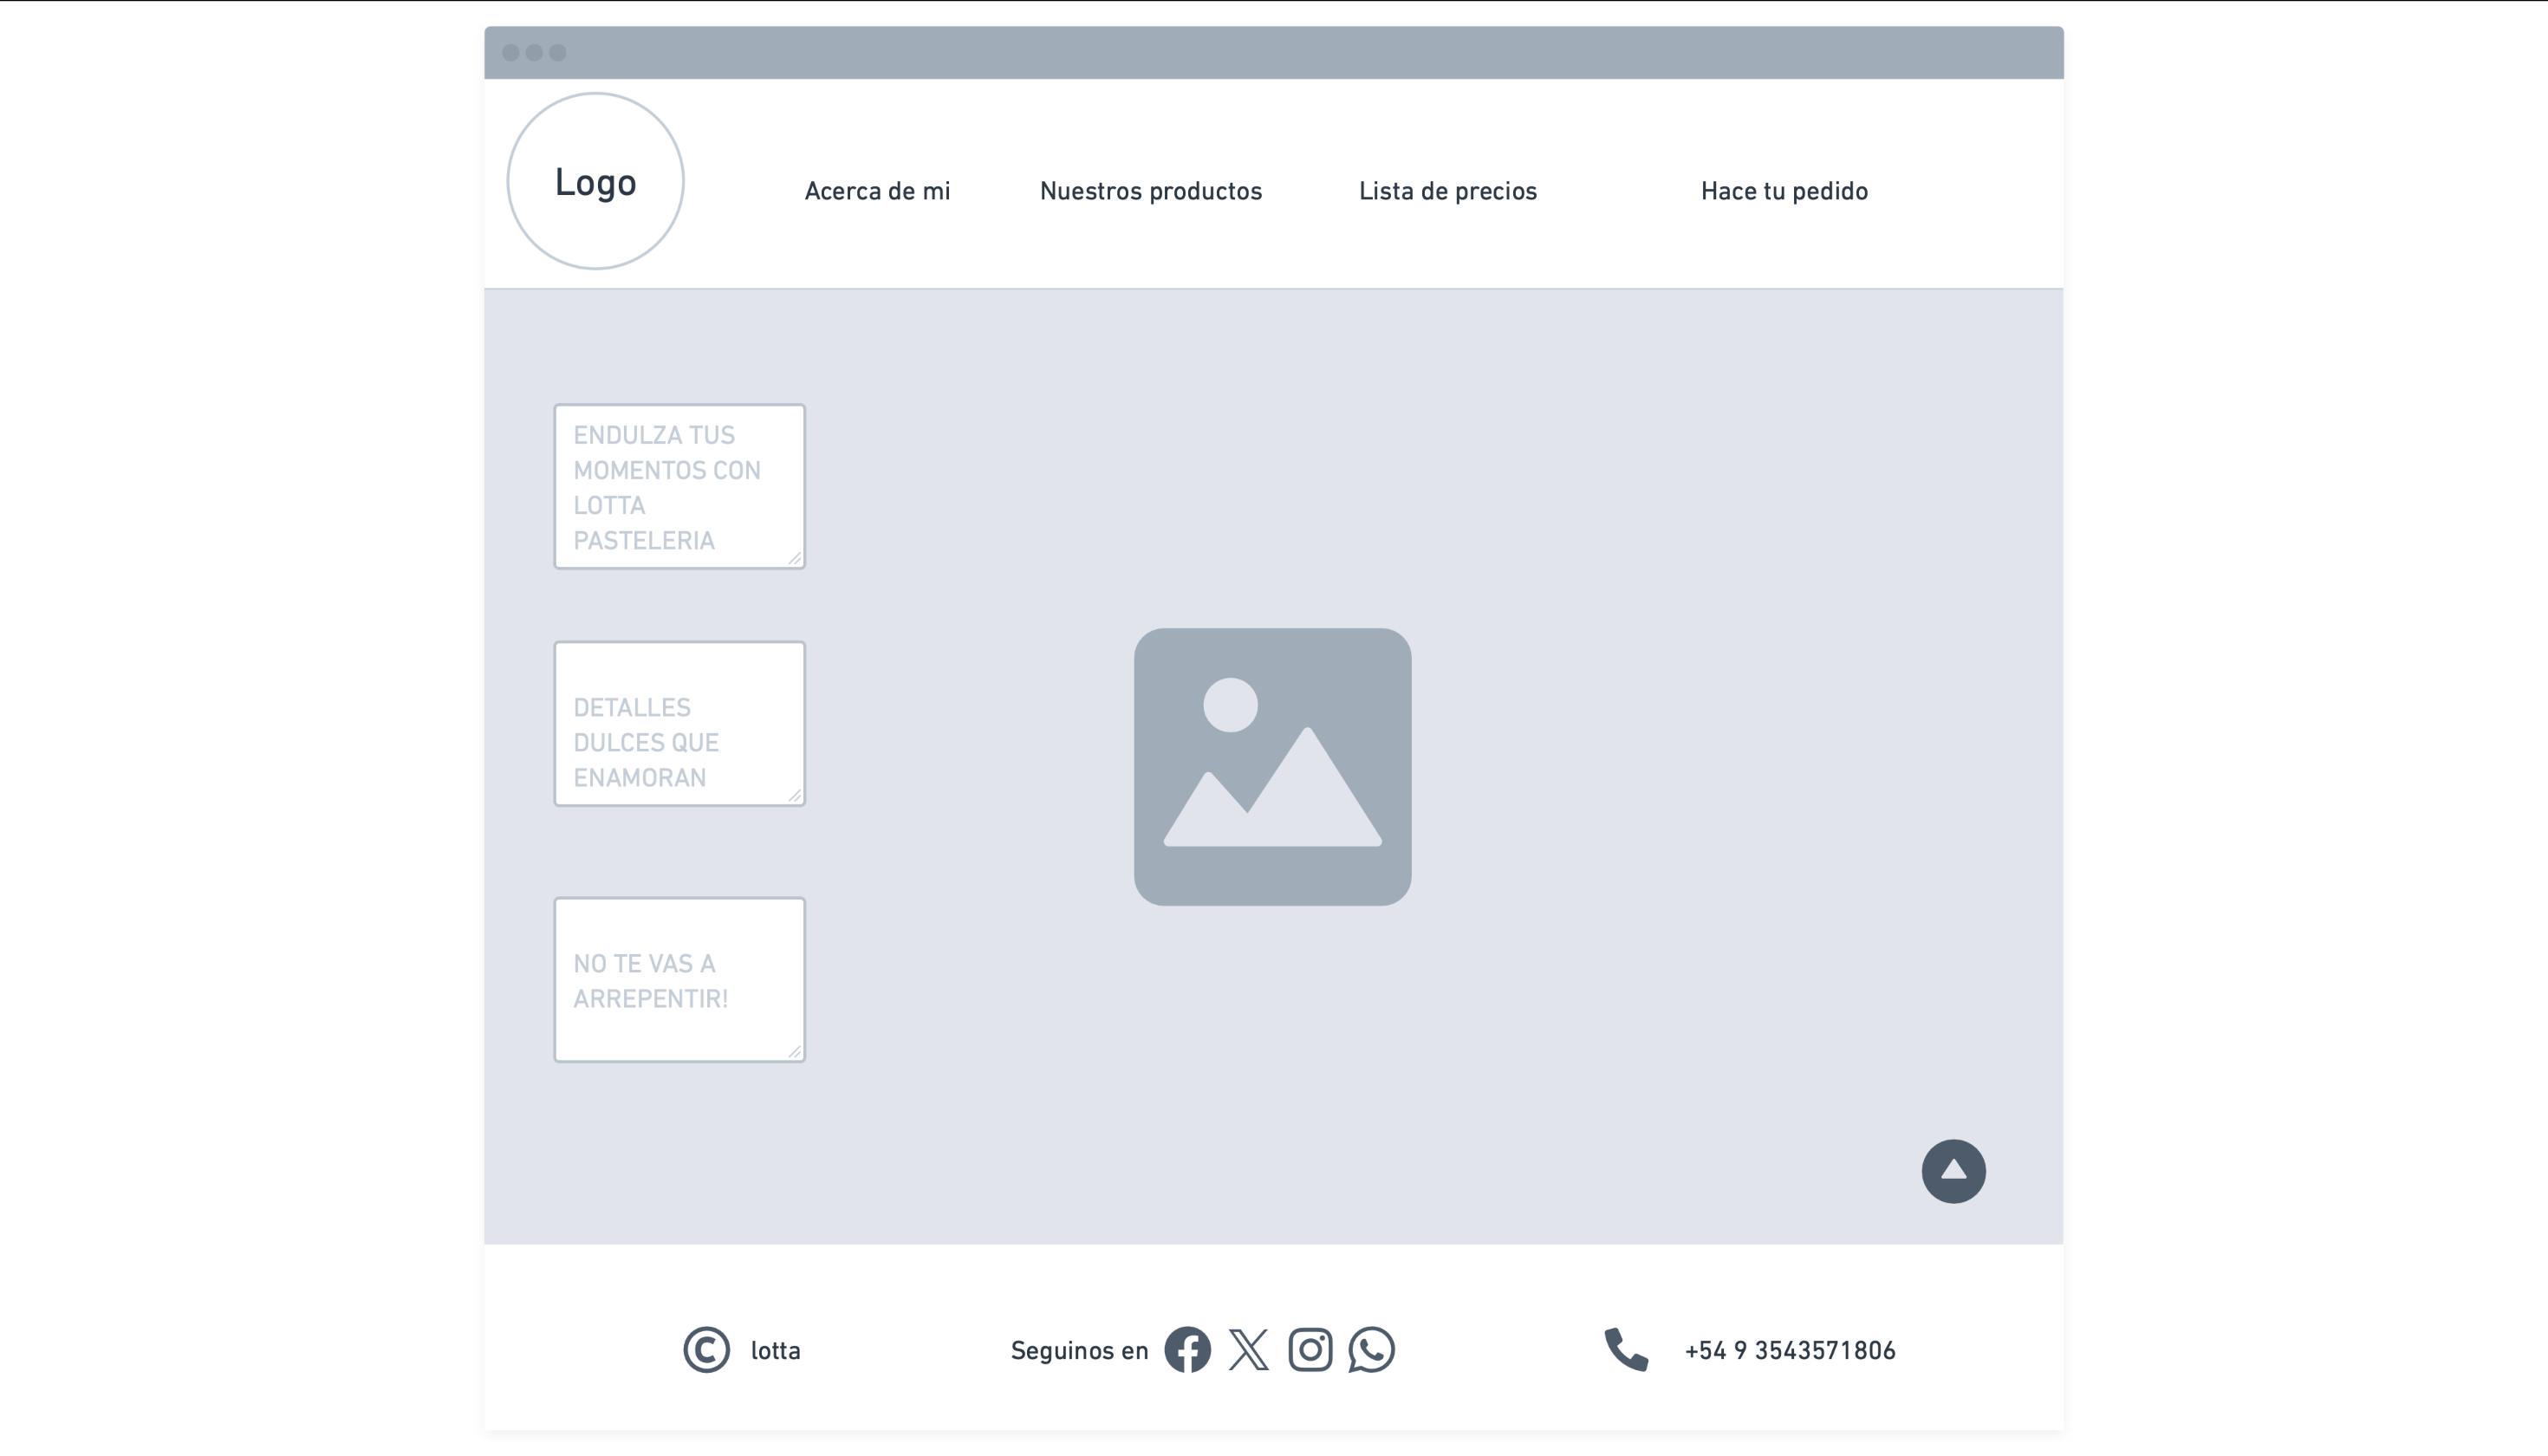 Logo
Acerca de mi
Nuestros productos
Lista de precios
Hace tu pedido
ENDULZA TUS
MOMENTOS CON
LOTTA
PASTELERIA
DETALLES
DULCES QUE
ENAMORAN
NO TE VAS A
ARREPENTIR!
© lotta
Seguinos en
+54 9 3543571806